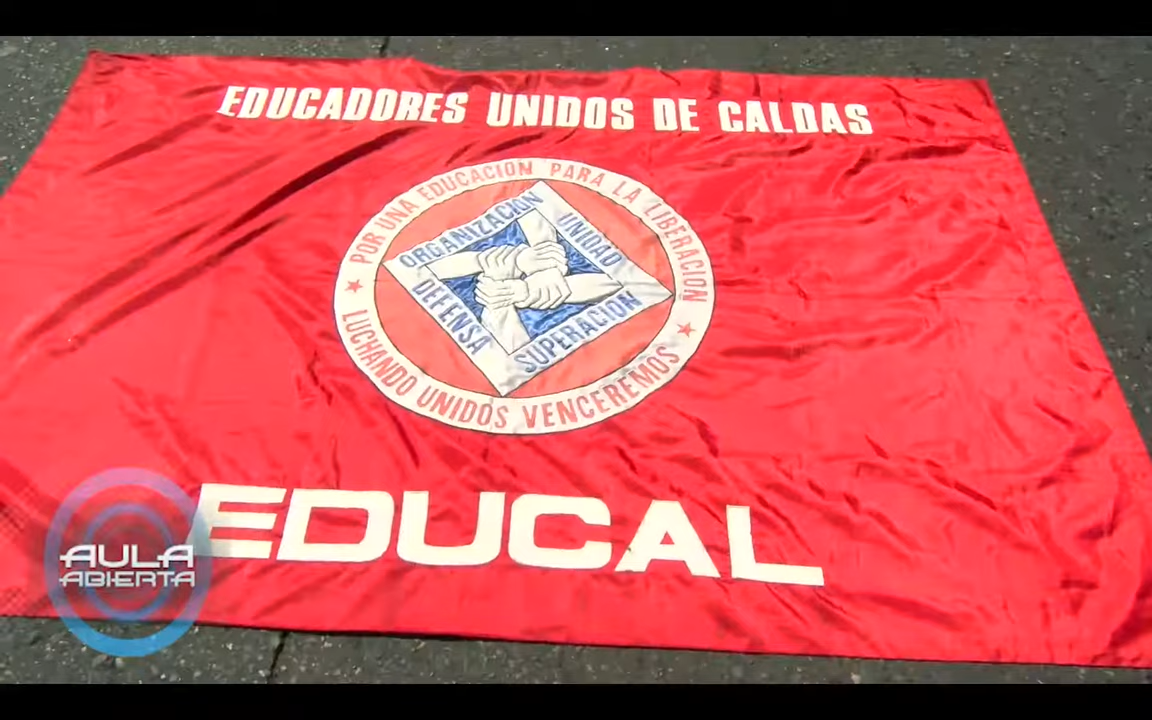 EDUCADORES UNIDOS DE CALDAS
POR UNA EDUCACION PARA LA LIBERACION
ORGANIZACION
UNIDAD
DEFENSA
SUPERACION
LUCHANDO UNIDOS VENCEREMOS
EDUCAL
AULA
ABIERTA